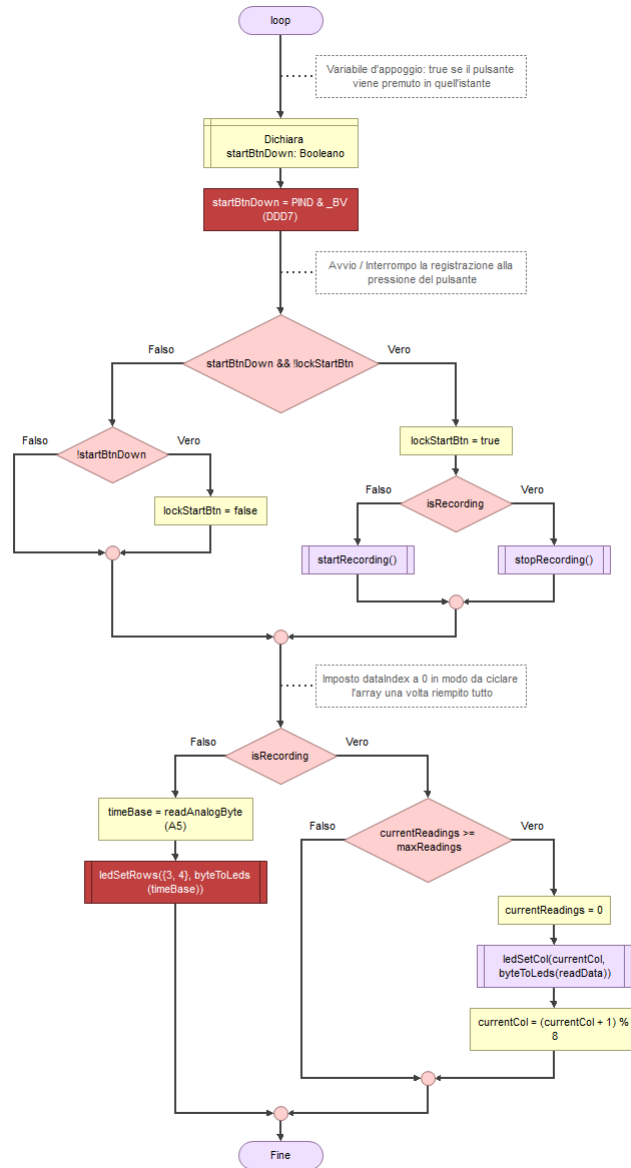 loop
Variabile d'appoggio: true se il pulsante
viene premuto in quell'istante
Dichiara
startBtnDown: Booleano
startBtnDown = PIND & _BV
(DDD7)
Avvio / Interrompo la registrazione alla
pressione del pulsante
Falso
startBtnDown && !lockStartBtn
Vero
Falso
!startBtnDown
Vero
lockStartBtn = true
lockStartBtn = false
Falso
isRecording
Vero
startRecording()
stopRecording()
Imposto dataIndex a 0 in modo da ciclare
l'array una volta riempito tutto
Falso
isRecording
Vero
timeBase = readAnalogByte
(A5)
ledSetRows({3, 4}, byteToLeds
(timeBase))
Falso
currentReadings >=
maxReadings
Vero
currentReadings = 0
ledSetCol(currentCol,
byteToLeds(readData))
currentCol = (currentCol + 1) %
8
Fine